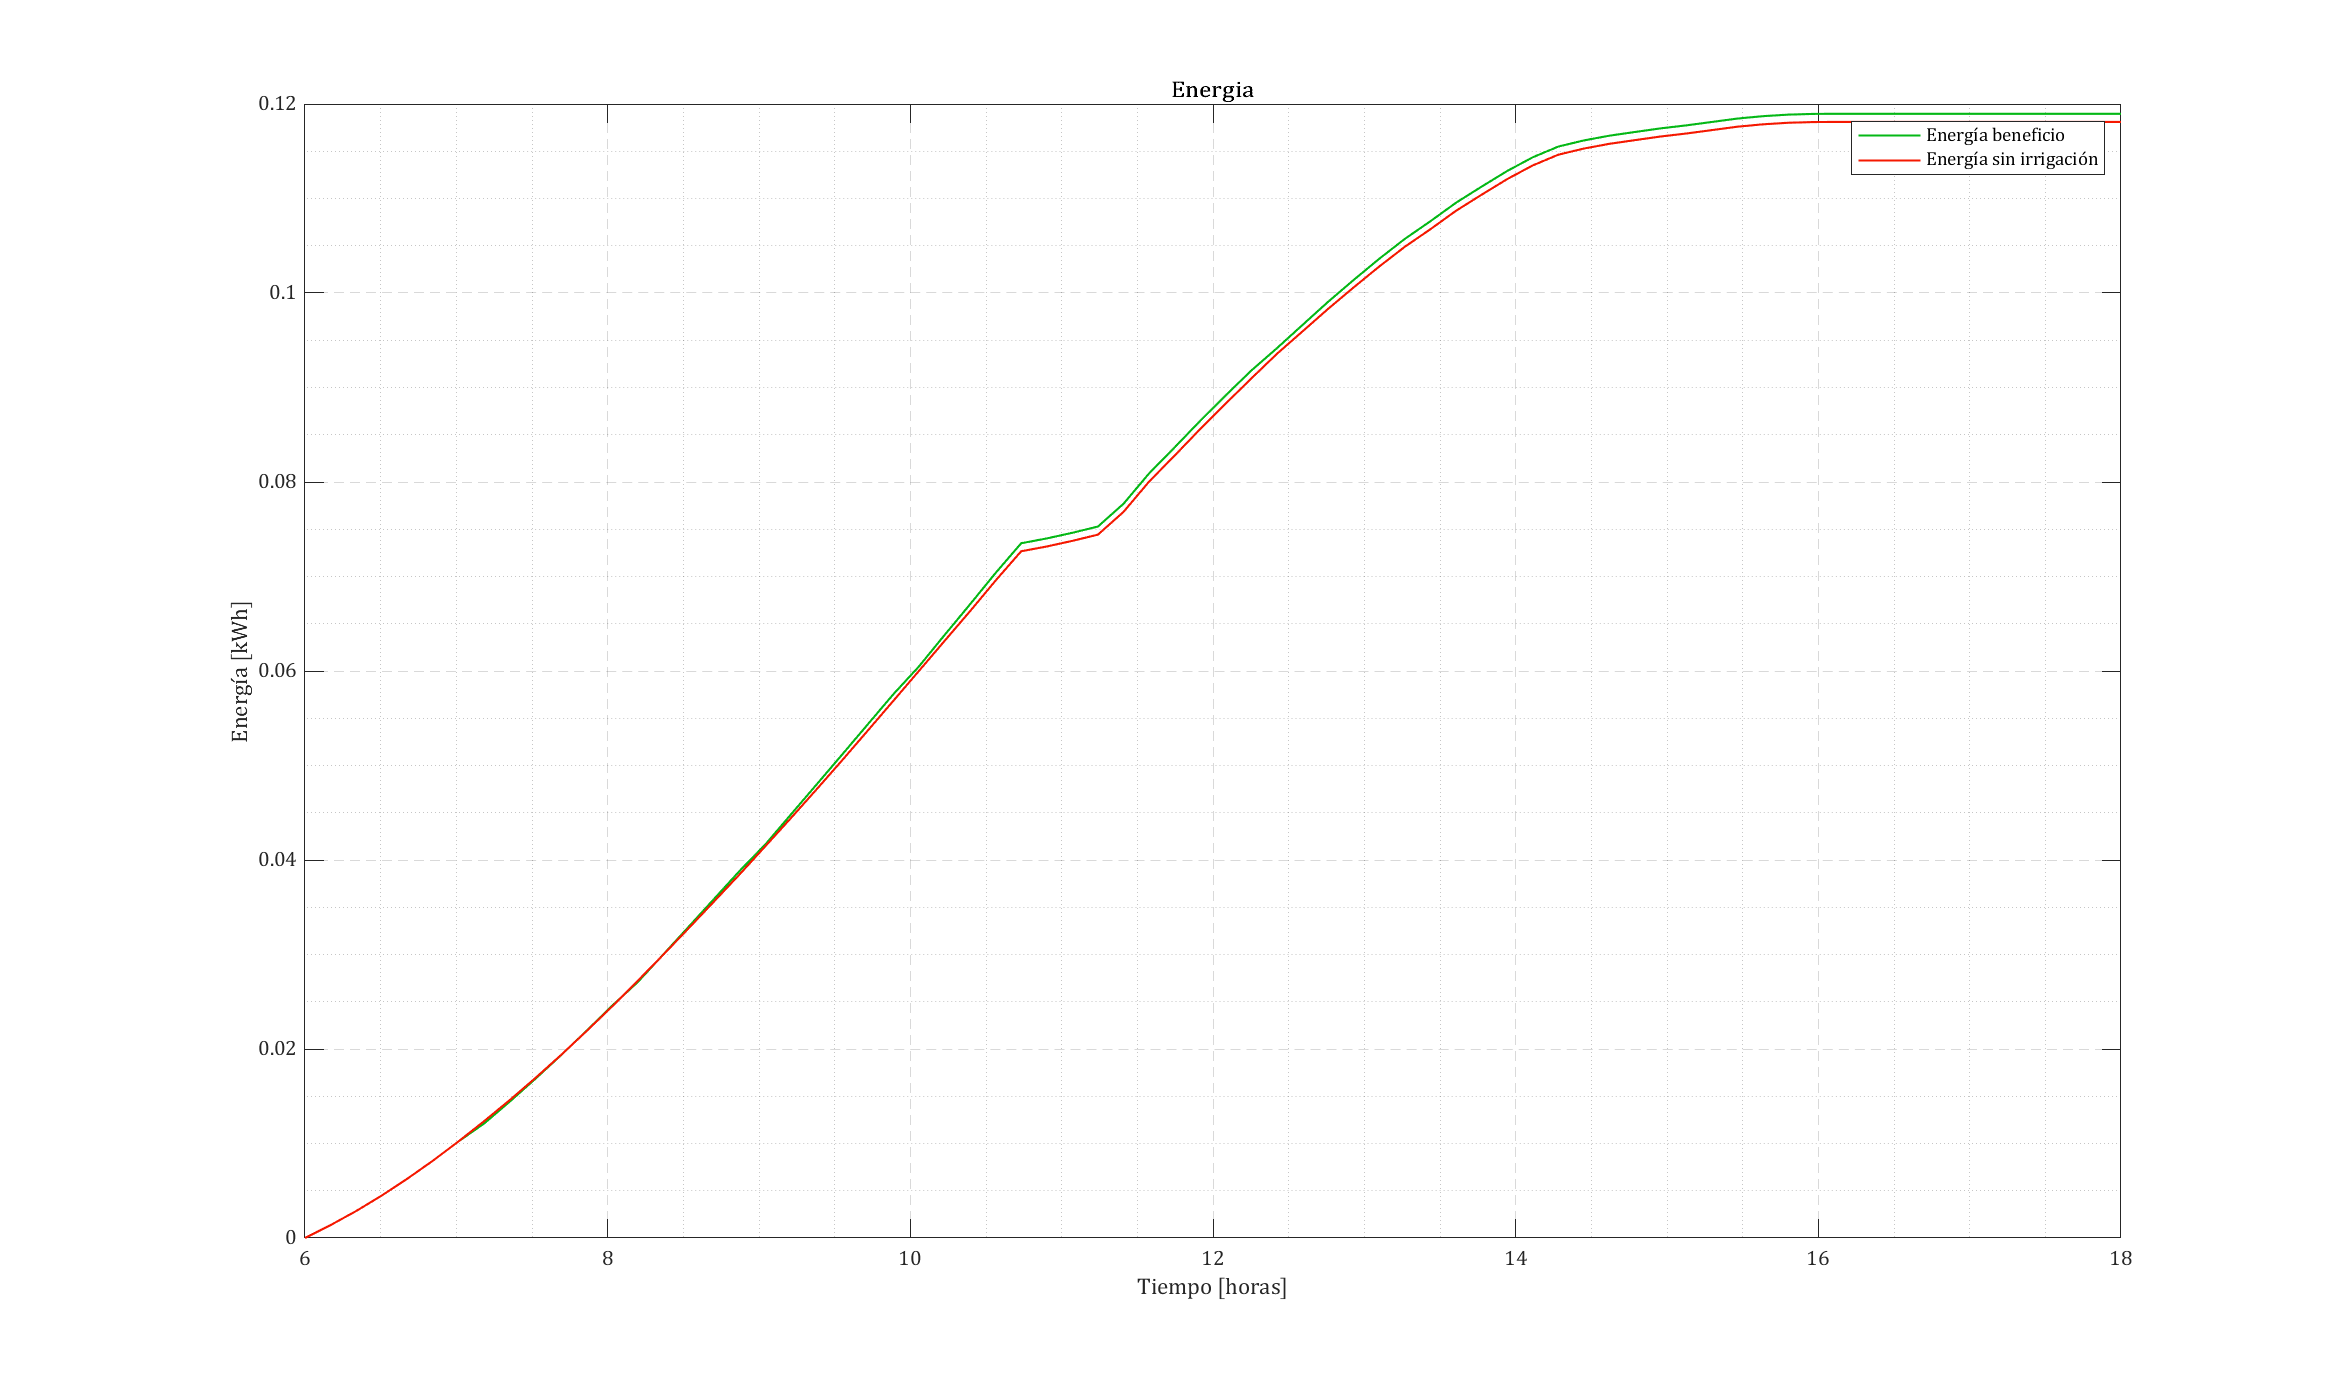 Energia
0.12
0.1
0.08
0.06
0.04
0.02
0
Energía [kWh]
Energía beneficio
Energía sin irrigación
6 8 10 12 14 16 18
Tiempo [horas]